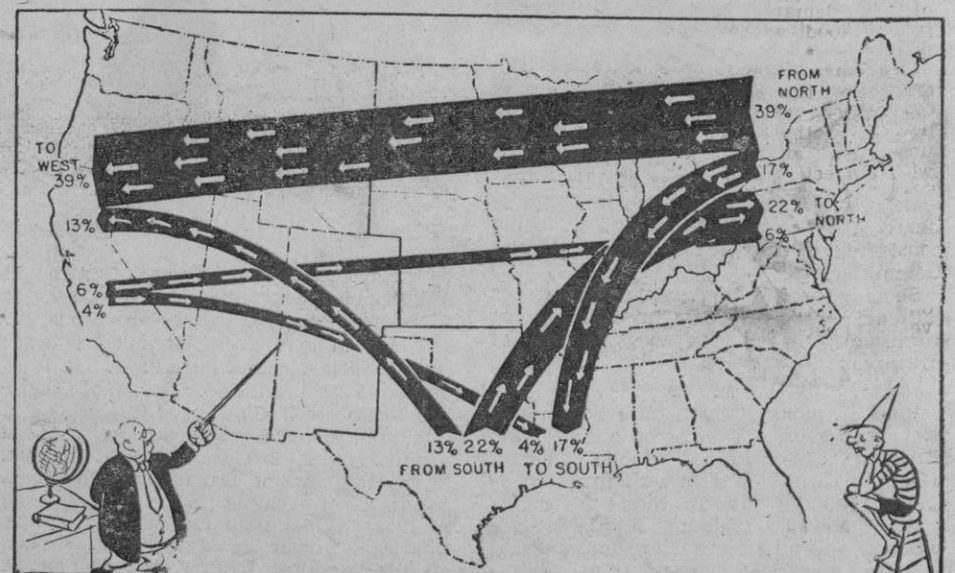 FROM
NORTH
39%
TO
WEST
39%
17%
22% TO
NORTH
13%
6%
6%
4%
13% 22% 4% 17%
FROM SOUTH TO SOUTH